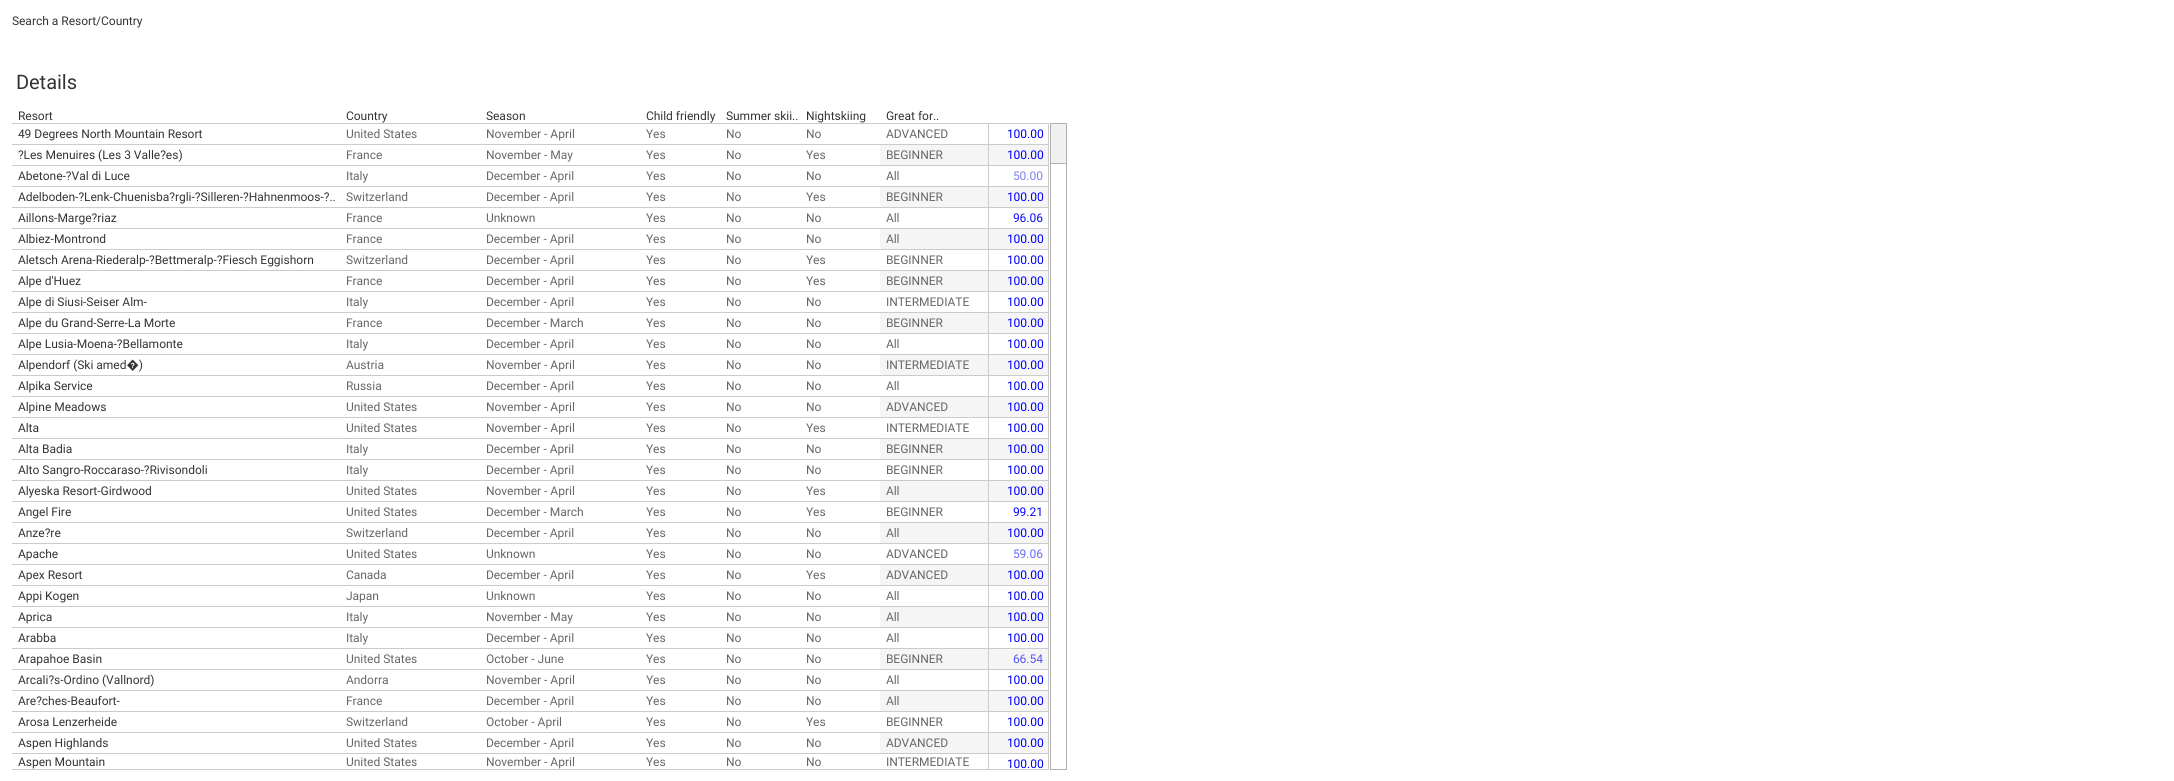 Search a Resort/Country
Details
Resort Country Season Child friendly Summer skii.. Nightskiing Great for..
49 Degrees North Mountain Resort United States November - April Yes No No ADVANCED 100.00
?Les Menuires (Les 3 Valle?es) France November - May Yes No Yes BEGINNER 100.00
Abetone-?Val di Luce Italy December - April Yes No No All 50.00
Adelboden-?Lenk-Chuenisba?rgli-?Silleren-?Hahnenmoos-?.. Switzerland December - April Yes No Yes BEGINNER 100.00
Aillons-Marge?riaz France Unknown Yes No No All 96.06
Albiez-Montrond France December - April Yes No No All 100.00
Aletsch Arena-Riederalp-?Bettmeralp-?Fiesch Eggishorn Switzerland December - April Yes No Yes BEGINNER 100.00
Alpe d'Huez France December - April Yes No Yes BEGINNER 100.00
Alpe di Siusi-Seiser Alm- Italy December - April Yes No No INTERMEDIATE 100.00
Alpe du Grand-Serre-La Morte France December - March Yes No No BEGINNER 100.00
Alpe Lusia-Moena-?Bellamonte Italy December - April Yes No No All 100.00
Alpendorf (Ski amed�) Austria November - April Yes No No INTERMEDIATE 100.00
Alpika Service Russia December - April Yes No No All 100.00
Alpine Meadows United States November - April Yes No No ADVANCED 100.00
Alta United States November - April Yes No Yes INTERMEDIATE 100.00
Alta Badia Italy December - April Yes No No BEGINNER 100.00
Alto Sangro-Roccaraso-?Rivisondoli Italy December - April Yes No No BEGINNER 100.00
Alyeska Resort-Girdwood United States November - April Yes No Yes All 100.00
Angel Fire United States December - March Yes No Yes BEGINNER 99.21
Anze?re Switzerland December - April Yes No No All 100.00
Apache United States Unknown Yes No No ADVANCED 59.06
Apex Resort Canada December - April Yes No Yes ADVANCED 100.00
Appi Kogen Japan Unknown Yes No No All 100.00
Aprica Italy November - May Yes No No All 100.00
Arabba Italy December - April Yes No No All 100.00
Arapahoe Basin United States October - June Yes No No BEGINNER 66.54
Arcali?s-Ordino (Vallnord) Andorra November - April Yes No No All 100.00
Are?ches-Beaufort- France December - April Yes No No All 100.00
Arosa Lenzerheide Switzerland October - April Yes No Yes BEGINNER 100.00
Aspen Highlands United States December - April Yes No No ADVANCED 100.00
Aspen Mountain United States November - April Yes No No INTERMEDIATE 100.00